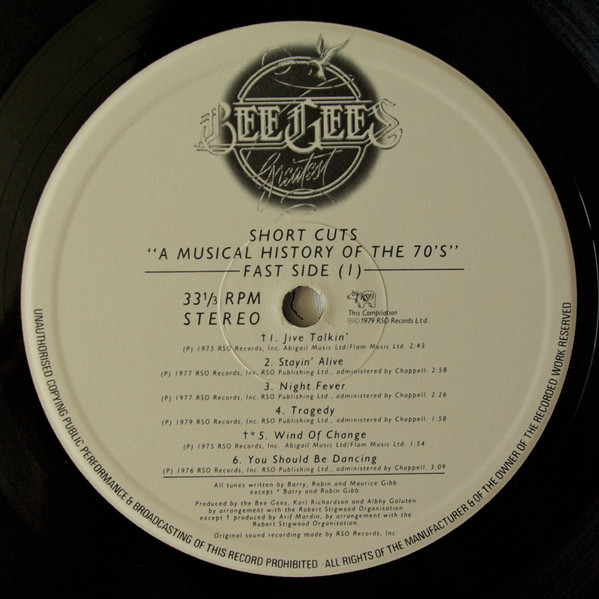 BEE GEES
Greatest
SHORT CUTS
"A MUSICAL HISTORY OF THE 70'S"
FAST SIDE (1)
33 1/3 RPM
STEREO
RSO
This Compilation
℗ © 1979 RSO Records Ltd.
†1. Jive Talkin'
(P) 1975 RSO Records, Inc. Abigail Music Ltd/Flam Music Ltd. 2:43
2. Stayin' Alive
(P) 1977 RSO Records, Inc. RSO Publishing Ltd., administered by Chappell. 2:58
3. Night Fever
(P) 1977 RSO Records, Inc. RSO Publishing Ltd., administered by Chappell. 2:26
4. Tragedy
(P) 1979 RSO Records, Inc. RSO Publishing Ltd., administered by Chappell. 1:58
†* 5. Wind Of Change
(P) 1975 RSO Records, Inc. Abigail Music Ltd/Flam Music Ltd. 1:54
6. You Should Be Dancing
(P) 1976 RSO Records, Inc. RSO Publishing Ltd., administered by Chappell. 3:09
All tunes written by Barry, Robin and Maurice Gibb
except * Barry and Robin Gibb
Produced by the Bee Gees, Karl Richardson and Albhy Galuten
by arrangement with the Robert Stigwood Organisation
except † produced by Arif Mardin, by arrangement with the
Robert Stigwood Organisation.
Original sound recording made by RSO Records, Inc.
UNAUTHORISED COPYING PUBLIC PERFORMANCE & BROADCASTING OF THIS RECORD PROHIBITED · ALL RIGHTS OF THE MANUFACTURER & OF THE OWNER OF THE RECORDED WORK RESERVED